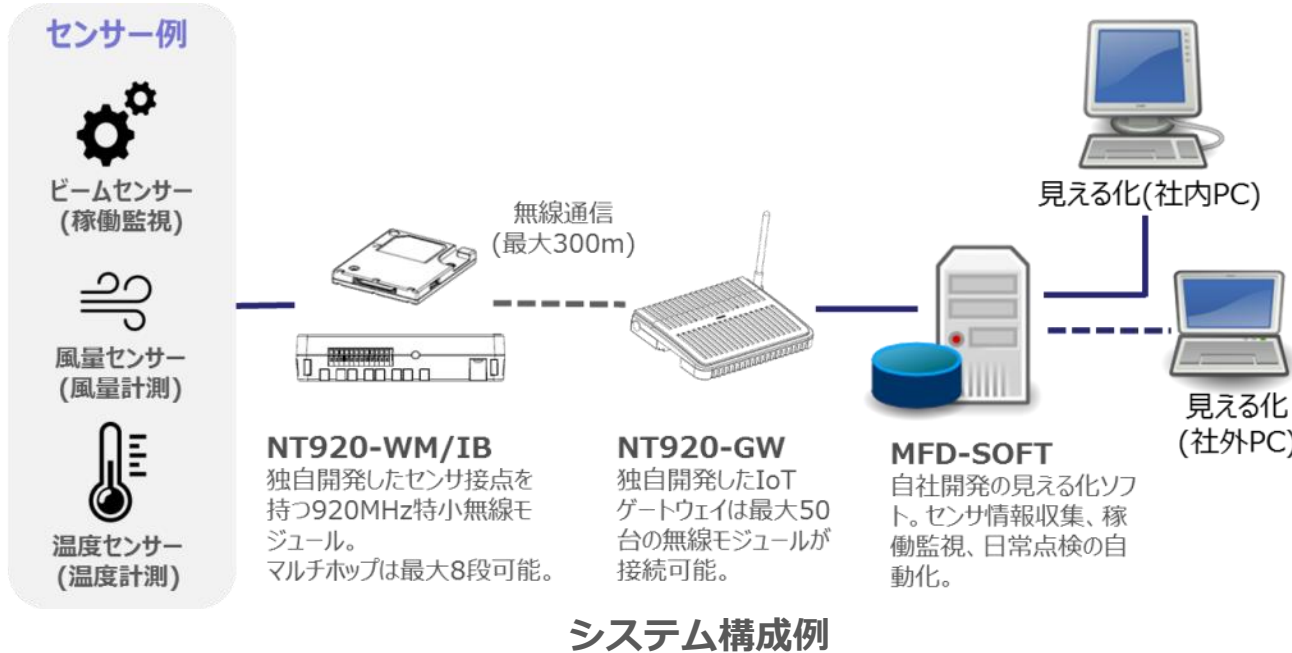 センサー例
ビームセンサー
(稼働監視)
風量センサー
(風量計測)
温度センサー
(温度計測)
無線通信
(最大300m)
NT920-WM/IB
独自開発したセンサ接点を
持つ920MHz特小無線モ
ジュール。
マルチホップは最大8段可能。
NT920-GW
独自開発したIoT
ゲートウェイは最大50
台の無線モジュールが
接続可能。
MFD-SOFT
自社開発の見える化ソフ
ト。センサ情報収集、稼
働監視、日常点検の自
動化。
見える化(社内PC)
見える化
(社外PC)
システム構成例